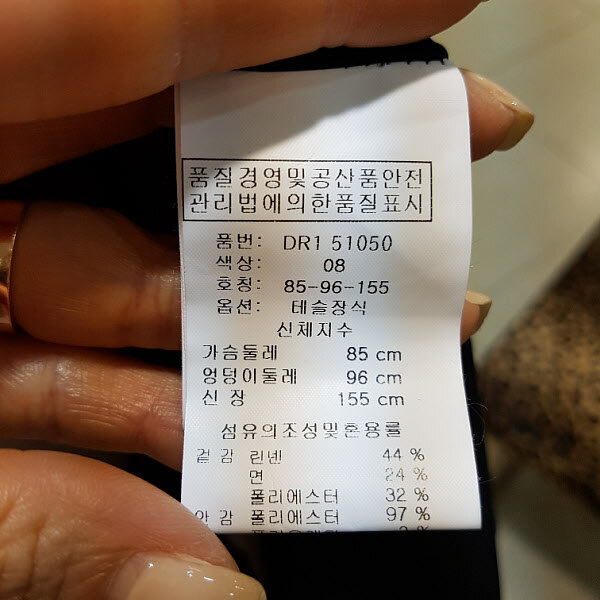 품질경영및공산품안전
관리법에의한품질표시
품번: DR1 51050
색상: 08
호칭: 85-96-155
옵션: 테슬장식
신체지수
가슴둘레 85 cm
엉덩이둘레 96 cm
신 장 155 cm
섬유의조성및혼용률
겉감 린넨 44 %
면 24 %
폴리에스터 32 %
안감 폴리에스터 97 %